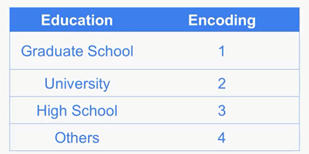 Education Encoding
Graduate School 1
University 2
High School 3
Others 4